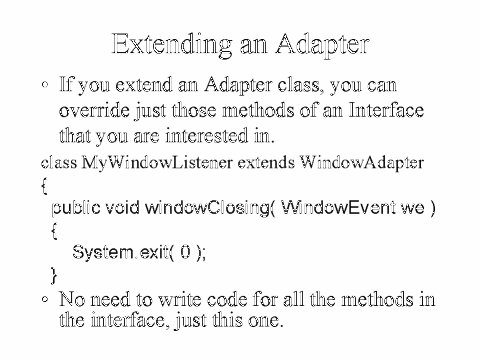 Extending an Adapter
• If you extend an Adapter class, you can
override just those methods of an Interface
that you are interested in.
class MyWindowListener extends WindowAdapter
{
public void windowClosing( WindowEvent we )
{
System.exit( 0 );
}
• No need to write code for all the methods in
the interface, just this one.